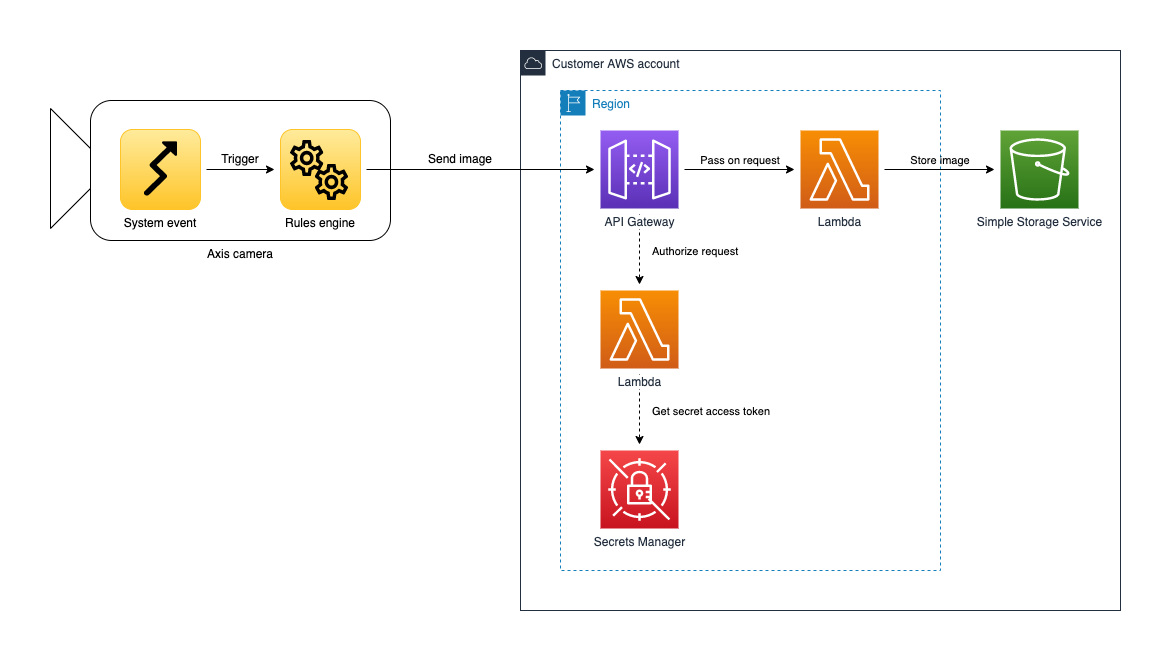 Customer AWS account
Region
Trigger
Send image
Pass on request
Store image
System event
Rules engine
API Gateway
Lambda
Simple Storage Service
Axis camera
Authorize request
Lambda
Get secret access token
Secrets Manager